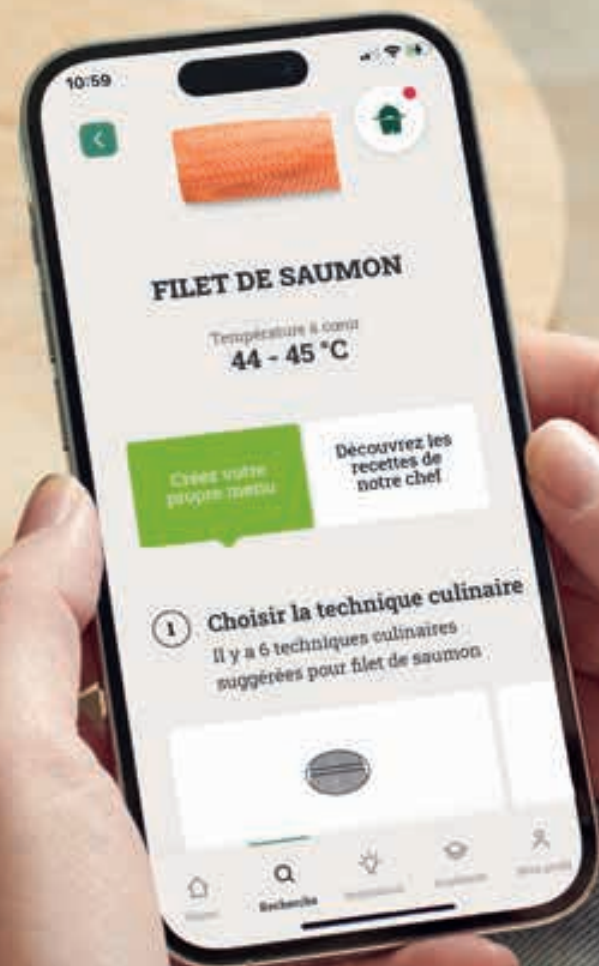 10:59
FILET DE SAUMON
Température à cœur
44 - 45 °C
Créez votre
propre menu
Découvrez les
recettes de
notre chef
1 Choisir la technique culinaire
Il y a 6 techniques culinaires
suggérées pour filet de saumon
Recherche